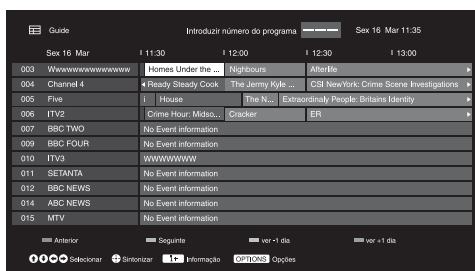 Guide Introduzir número do programa Sex 16 Mar 11:35
Sex 16 Mar 11:30 12:00 12:30 13:00
003 Wwwwwwwwwwwwww Homes Under the ... Nighbours Afterlife
004 Channel 4 Ready Steady Cook The Jermy Kyle ... CSI NewYork: Crime Scene Investigations
005 Five i House The N... Extraordinaly People: Britains Identity
006 ITV2 Crime Hour: Midso... Cracker ER
007 BBC TWO No Event information
009 BBC FOUR No Event information
010 ITV3 WWWWWWW
011 SETANTA No Event information
012 BBC NEWS No Event information
014 ABC NEWS No Event information
015 MTV No Event information
Anterior Seguinte ver -1 dia ver +1 dia
Selecionar Sintonizar Informação OPTIONS Opções